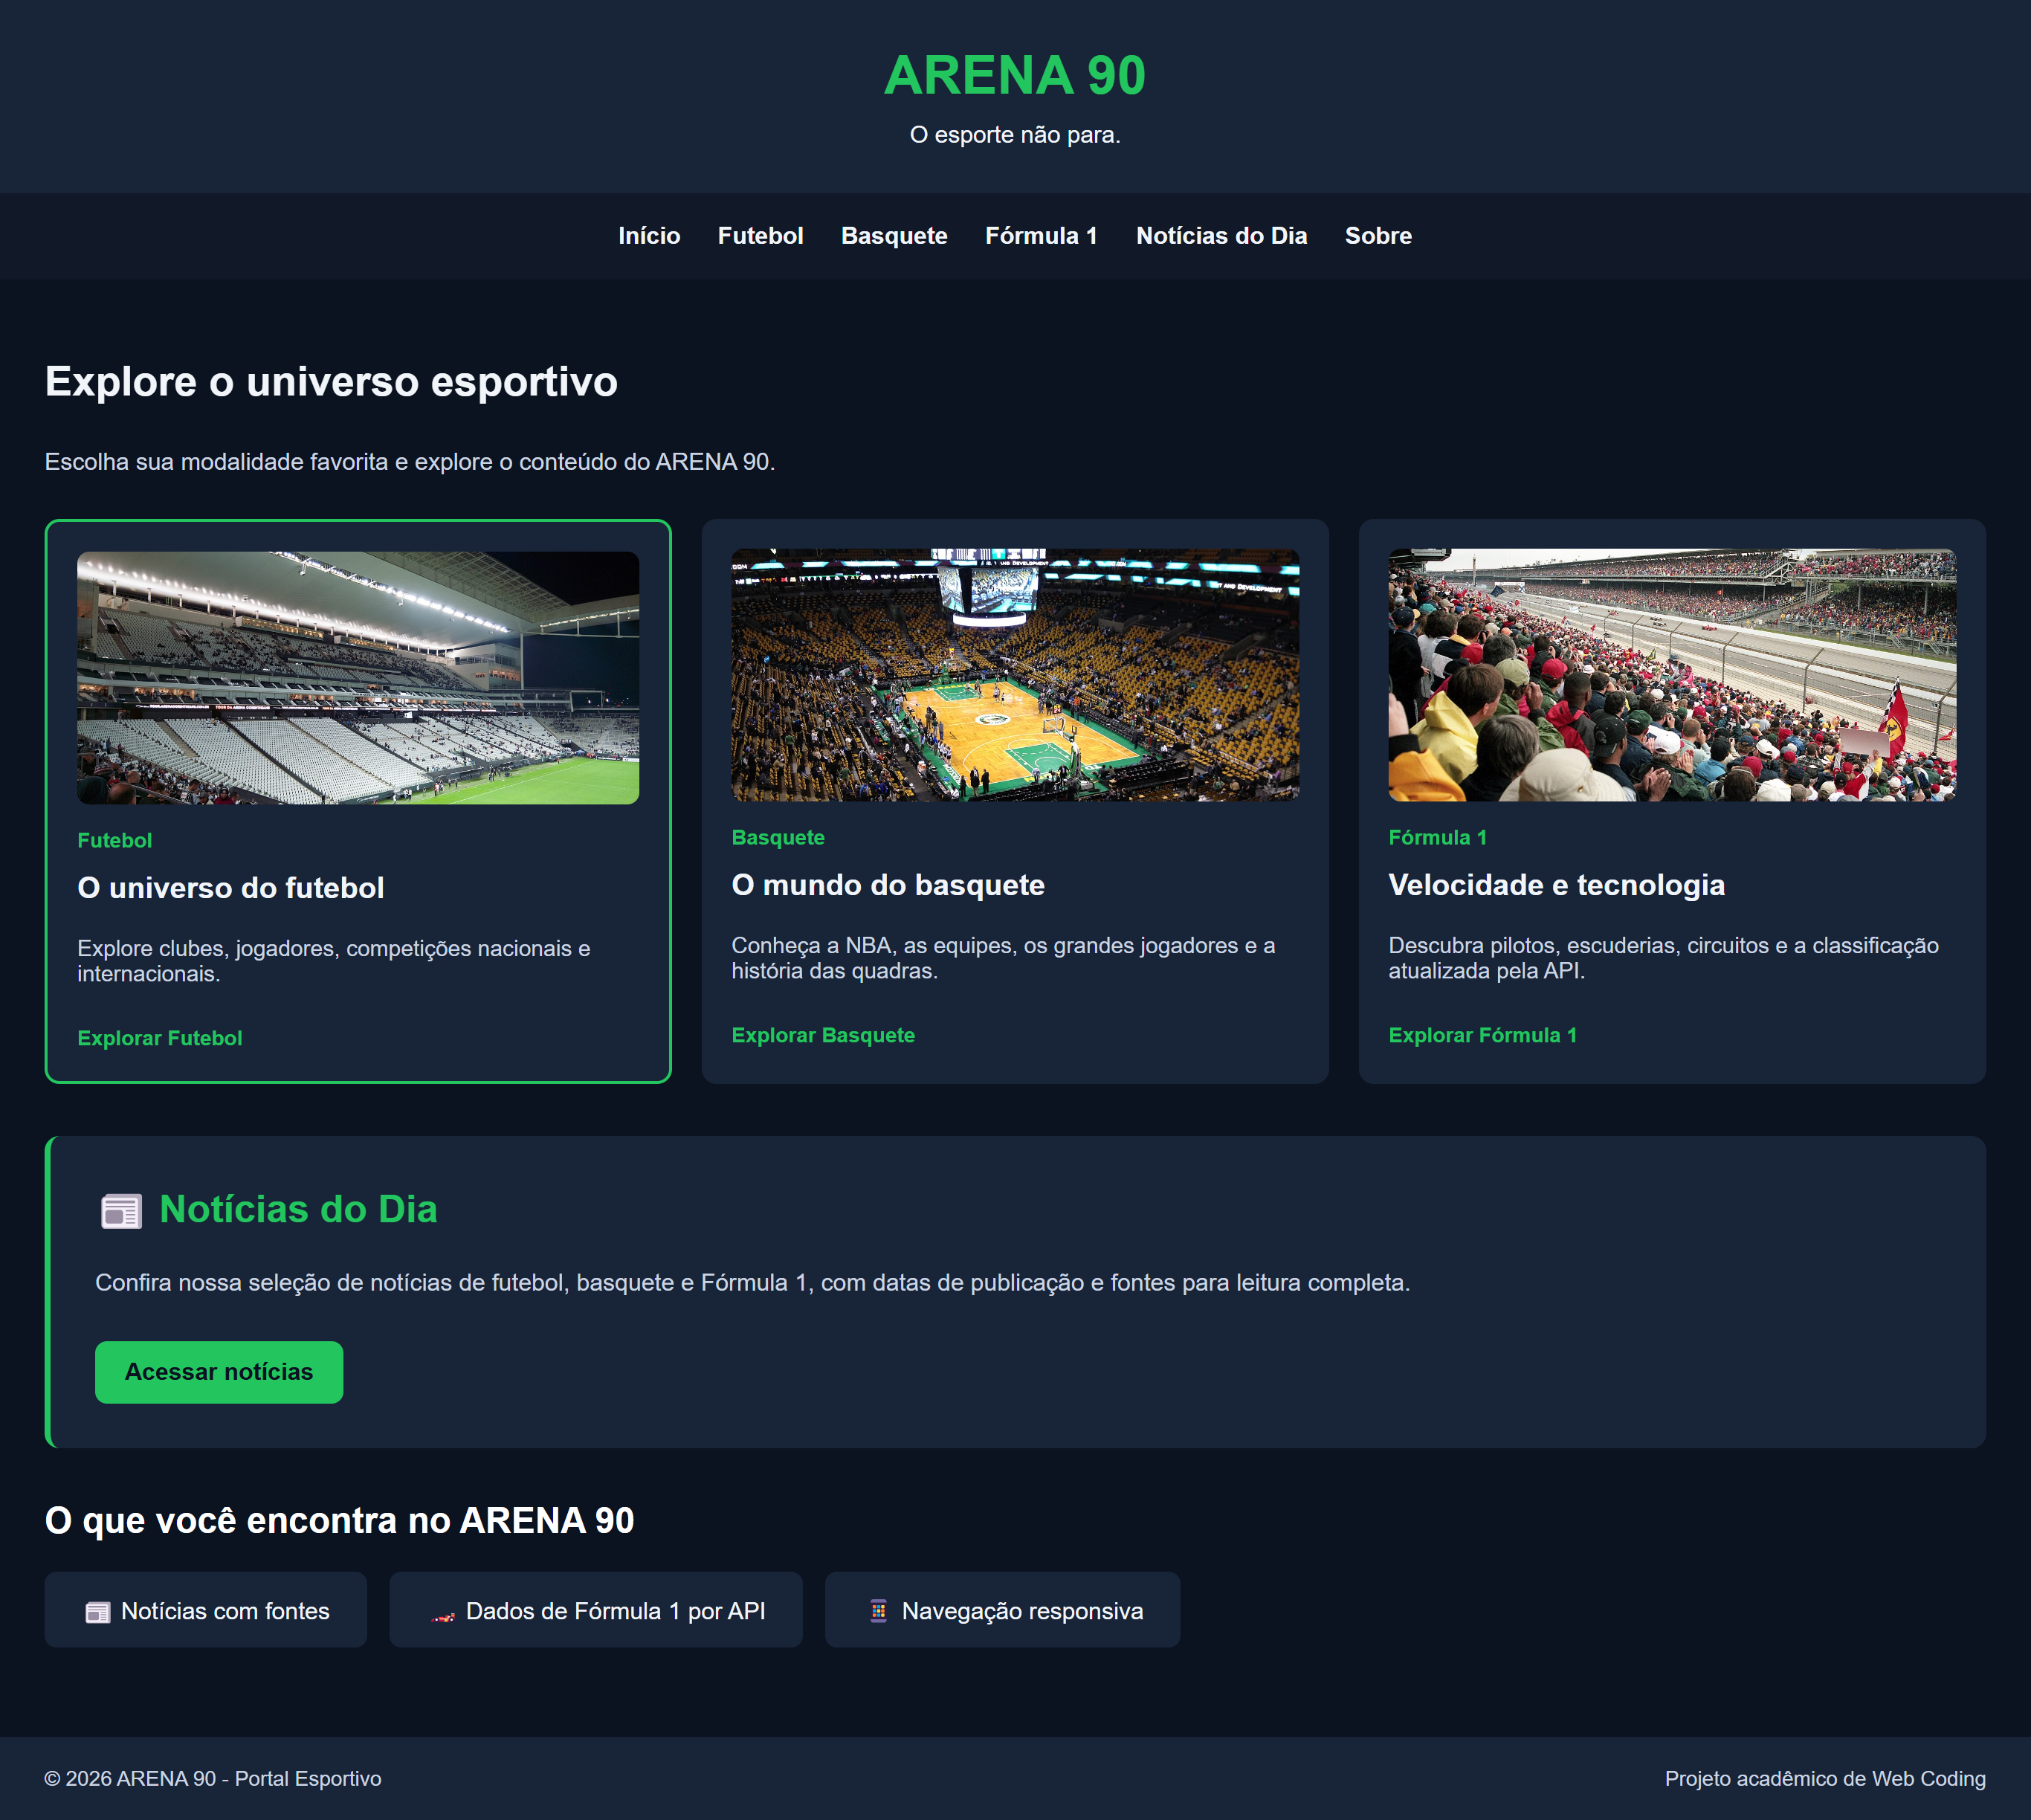 ARENA 90
O esporte não para.
Início Futebol Basquete Fórmula 1 Notícias do Dia Sobre
Explore o universo esportivo
Escolha sua modalidade favorita e explore o conteúdo do ARENA 90.
Futebol
O universo do futebol
Explore clubes, jogadores, competições nacionais e
internacionais.
Explorar Futebol
Basquete
O mundo do basquete
Conheça a NBA, as equipes, os grandes jogadores e a
história das quadras.
Explorar Basquete
Fórmula 1
Velocidade e tecnologia
Descubra pilotos, escuderias, circuitos e a classificação
atualizada pela API.
Explorar Fórmula 1
Notícias do Dia
Confira nossa seleção de notícias de futebol, basquete e Fórmula 1, com datas de publicação e fontes para leitura completa.
Acessar notícias
O que você encontra no ARENA 90
Notícias com fontes
Dados de Fórmula 1 por API
Navegação responsiva
© 2026 ARENA 90 - Portal Esportivo
Projeto acadêmico de Web Coding